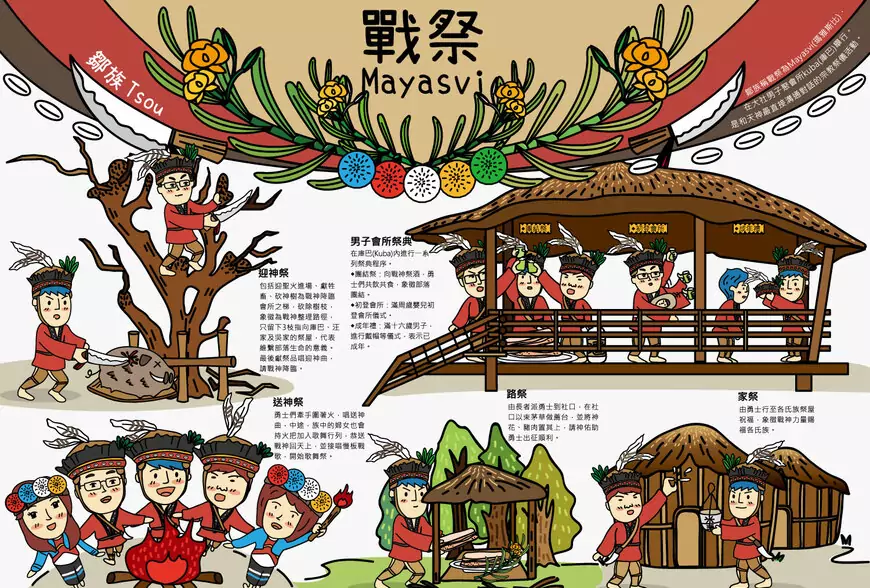 戰祭
Mayasvi
鄒族 Tsou
鄒族稱戰祭為Mayasvi(瑪雅斯比)，
在大社男子聚會所kuba(庫巴)舉行。
是和天神最直接溝通對話的宗教祭儀活動。
迎神祭
包括迎聖火進場、獻牲
畜、砍神樹為戰神降臨
會所之梯，砍除樹枝，
象徵為戰神整理路徑，
只留下3枝指向庫巴、汪
家及吳家的祭屋，代表
維繫部落生命的意義。
最後獻祭品唱迎神曲，
請戰神降臨。
男子會所祭典
在庫巴(Kuba)內進行一系
列祭典程序。
◆團結祭：向戰神祭酒，勇
士們共飲共食，象徵部落
團結。
◆初登會所：滿周歲嬰兒初
登會所儀式。
◆成年禮：滿十六歲男子，
進行戴帽等儀式，表示已
成年。
團結祭
初登會所
成年禮
送神祭
勇士們牽手圍著火，唱送神
曲，中途，族中的婦女也會
持火把加入歌舞行列，恭送
戰神回天上，並接唱慢板戰
歌，開始歌舞祭。
路祭
由長者派勇士到社口，在社
口以束茅草做薦台，並將神
花、豬肉置其上，請神佑助
勇士出征順利。
家祭
由勇士行至各氏族祭屋
祝福，象徵戰神力量賜
福各氏族。